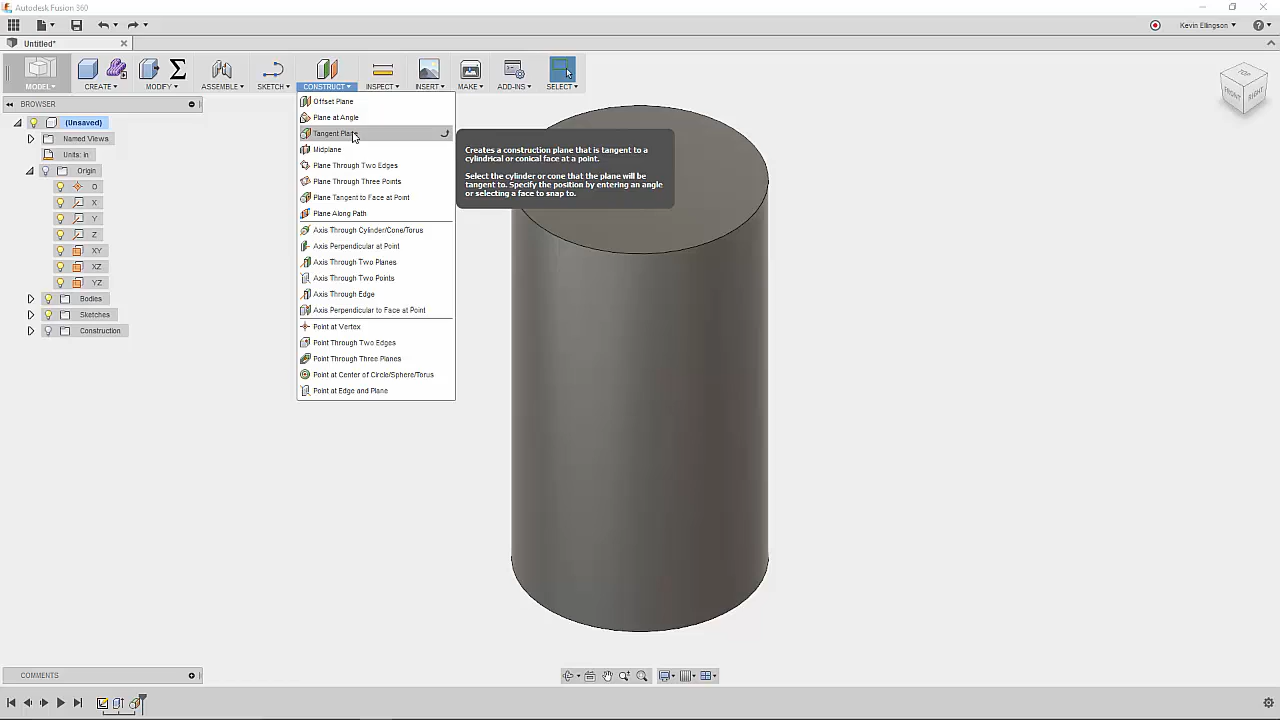 Autodesk Fusion 360
Kevin Ellingson
Untitled*
MODEL
CREATE
MODIFY
ASSEMBLE
SKETCH
CONSTRUCT
INSPECT
INSERT
MAKE
ADD-INS
SELECT
TOP
FRONT
RIGHT
BROWSER
(Unsaved)
Named Views
Units: in
Origin
O
X
Y
Z
XY
XZ
YZ
Bodies
Sketches
Construction
Offset Plane
Plane at Angle
Tangent Plane
Midplane
Plane Through Two Edges
Plane Through Three Points
Plane Tangent to Face at Point
Plane Along Path
Axis Through Cylinder/Cone/Torus
Axis Perpendicular at Point
Axis Through Two Planes
Axis Through Two Points
Axis Through Edge
Axis Perpendicular to Face at Point
Point at Vertex
Point Through Two Edges
Point Through Three Planes
Point at Center of Circle/Sphere/Torus
Point at Edge and Plane
Creates a construction plane that is tangent to a
cylindrical or conical face at a point.
Select the cylinder or cone that the plane will be
tangent to. Specify the position by entering an angle
or selecting a face to snap to.
COMMENTS